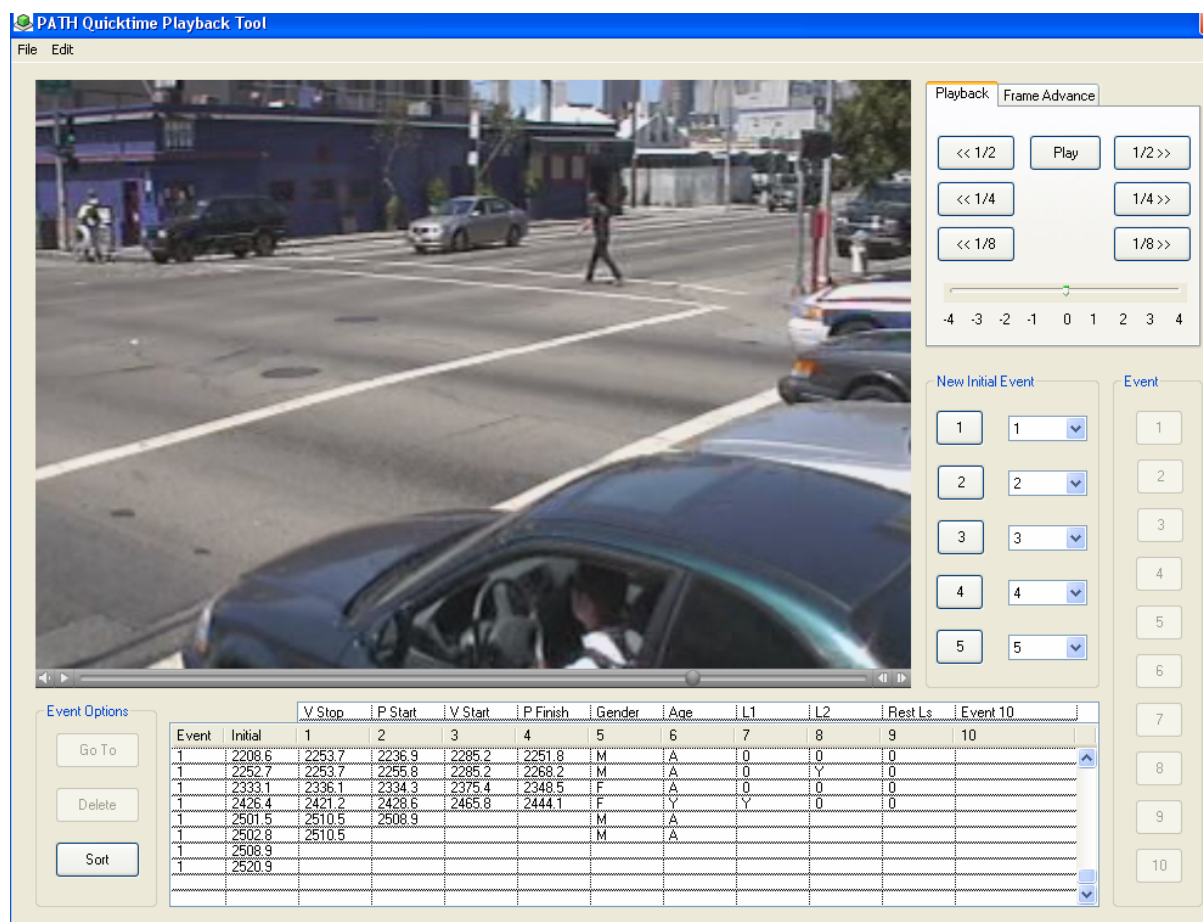 PATH Quicktime Playback Tool
File Edit
Playback Frame Advance
<< 1/2 Play 1/2 >>
<< 1/4 1/4 >>
<< 1/8 1/8 >>
-4 -3 -2 -1 0 1 2 3 4
New Initial Event
1 1
2 2
3 3
4 4
5 5
Event
1
2
3
4
5
6
7
8
9
10
Event Options
Go To
Delete
Sort
V Stop P Start V Start P Finish Gender Age L1 L2 Rest Ls Event 10
Event Initial 1 2 3 4 5 6 7 8 9 10
1 2208.6 2253.7 2236.9 2285.2 2251.8 M A 0 0 0
1 2252.7 2253.7 2255.8 2285.2 2268.2 M A 0 Y 0
1 2333.1 2336.1 2334.3 2375.4 2348.5 F A 0 0 0
1 2426.4 2421.2 2428.6 2465.8 2444.1 F Y Y 0 0
1 2501.5 2510.5 2508.9 M A
1 2502.8 2510.5 M A
1 2508.9
1 2520.9